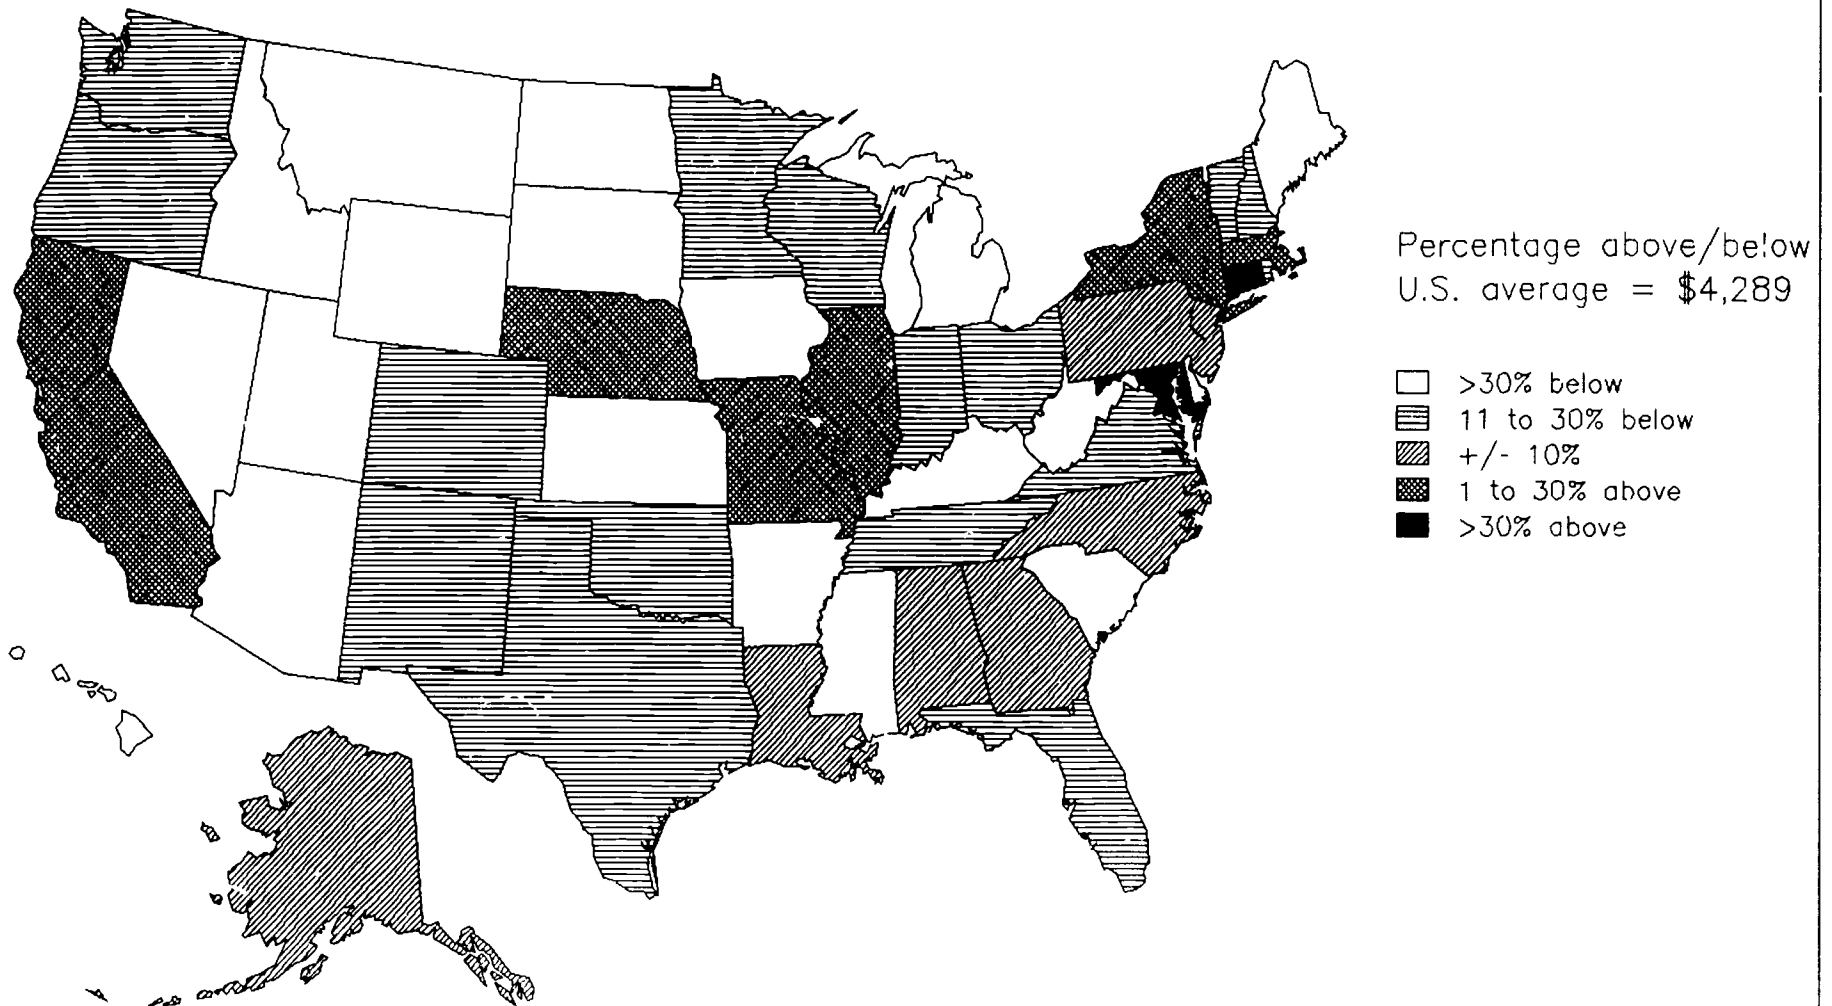 Percentage above/below
U.S. average = $4,289
>30% below
11 to 30% below
+/- 10%
1 to 30% above
>30% above